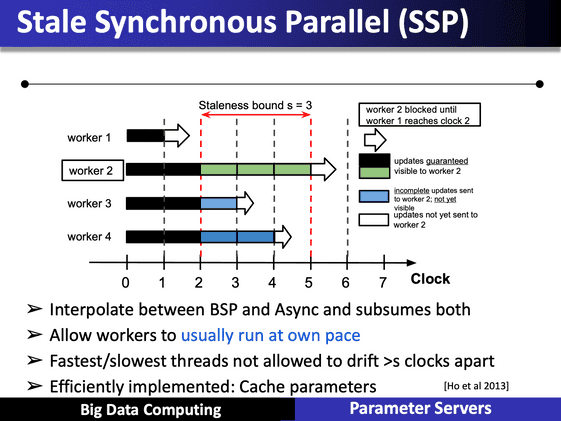 Stale Synchronous Parallel (SSP)
Staleness bound s = 3
worker 1
worker 2
worker 3
worker 4
worker 2 blocked until
worker 1 reaches clock 2
updates guaranteed
visible to worker 2
incomplete updates sent
to worker 2; not yet
visible
updates not yet sent to
worker 2
0 1 2 3 4 5 6 7 Clock
➢ Interpolate between BSP and Async and subsumes both
➢ Allow workers to usually run at own pace
➢ Fastest/slowest threads not allowed to drift >s clocks apart
➢ Efficiently implemented: Cache parameters
[Ho et al 2013]
Big Data Computing
Parameter Servers